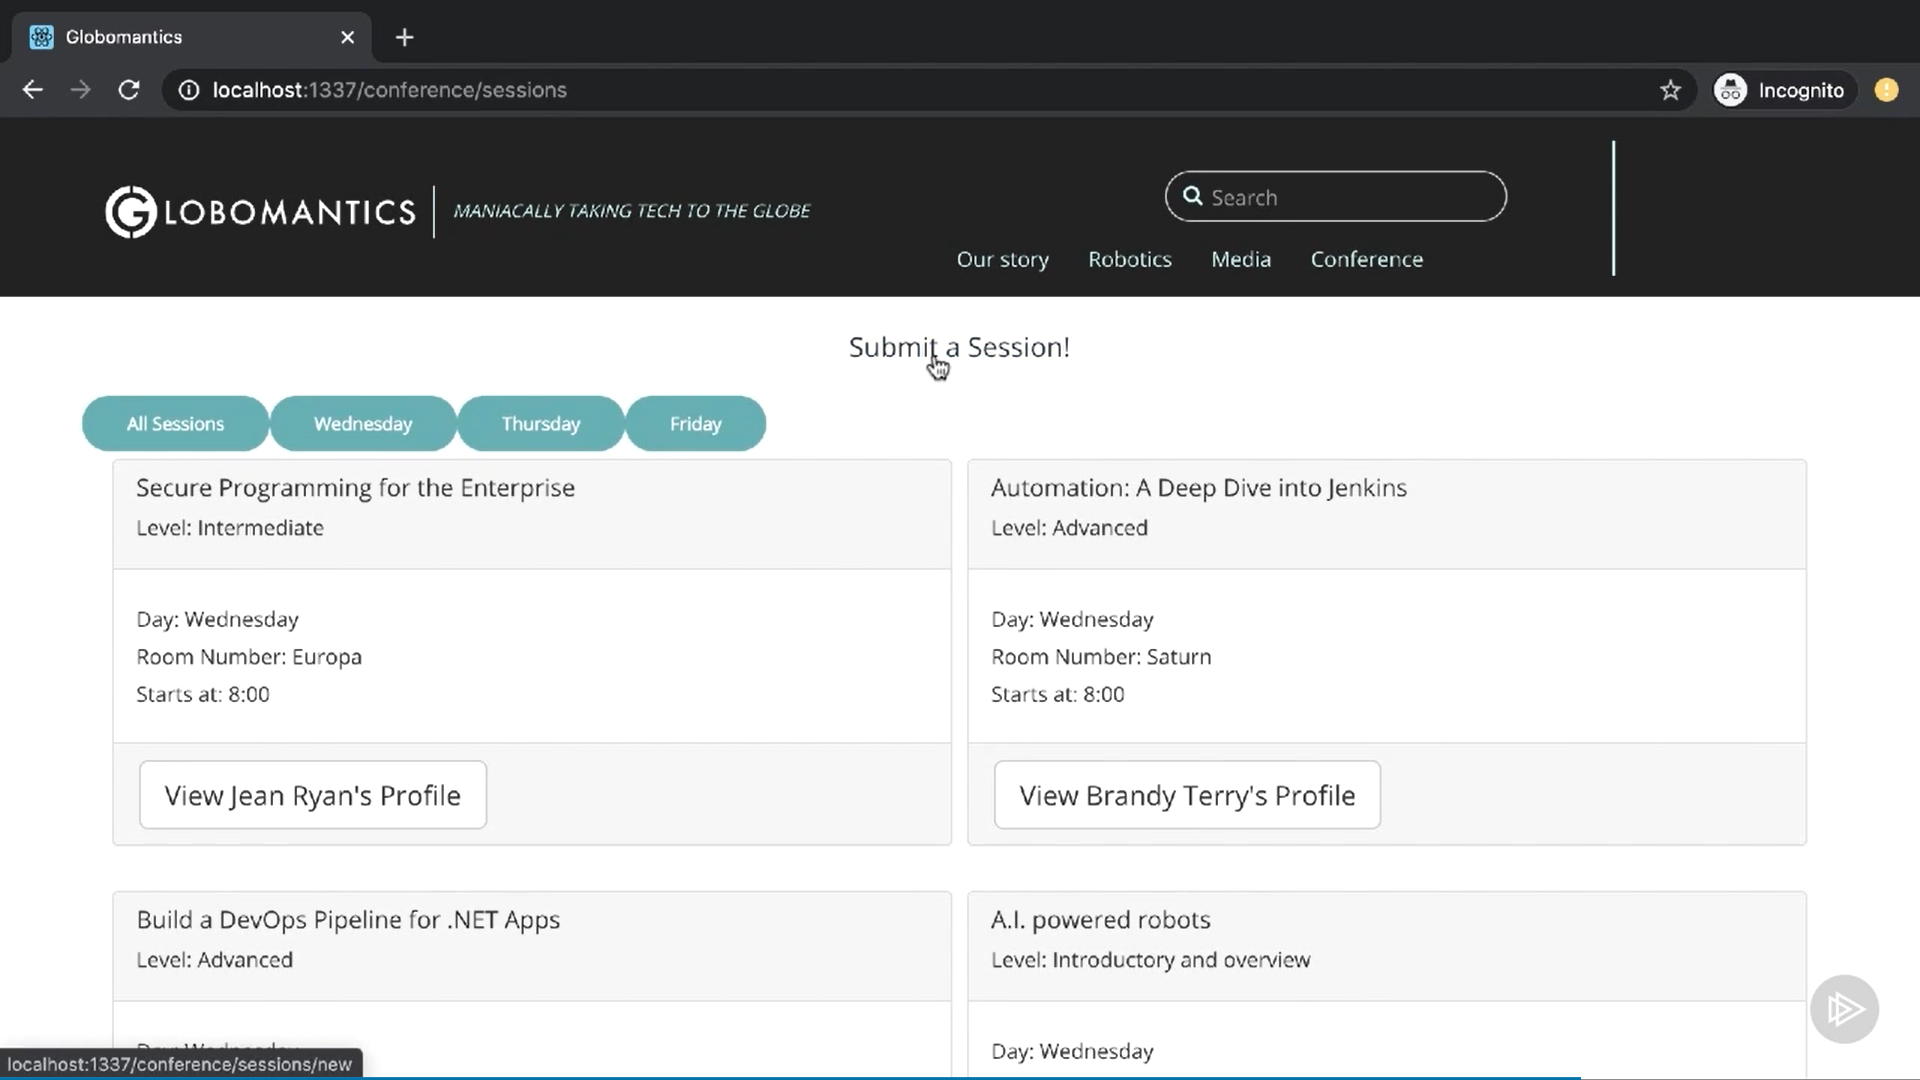 Globomantics
localhost:1337/conference/sessions
Incognito
GLOBOMANTICS
MANIACALLY TAKING TECH TO THE GLOBE
Search
Our story Robotics Media Conference
Submit a Session!
All Sessions Wednesday Thursday Friday
Secure Programming for the Enterprise
Level: Intermediate
Day: Wednesday
Room Number: Europa
Starts at: 8:00
View Jean Ryan's Profile
Automation: A Deep Dive into Jenkins
Level: Advanced
Day: Wednesday
Room Number: Saturn
Starts at: 8:00
View Brandy Terry's Profile
Build a DevOps Pipeline for .NET Apps
Level: Advanced
Day: Wednesday
A.I. powered robots
Level: Introductory and overview
Day: Wednesday
localhost:1337/conference/sessions/new